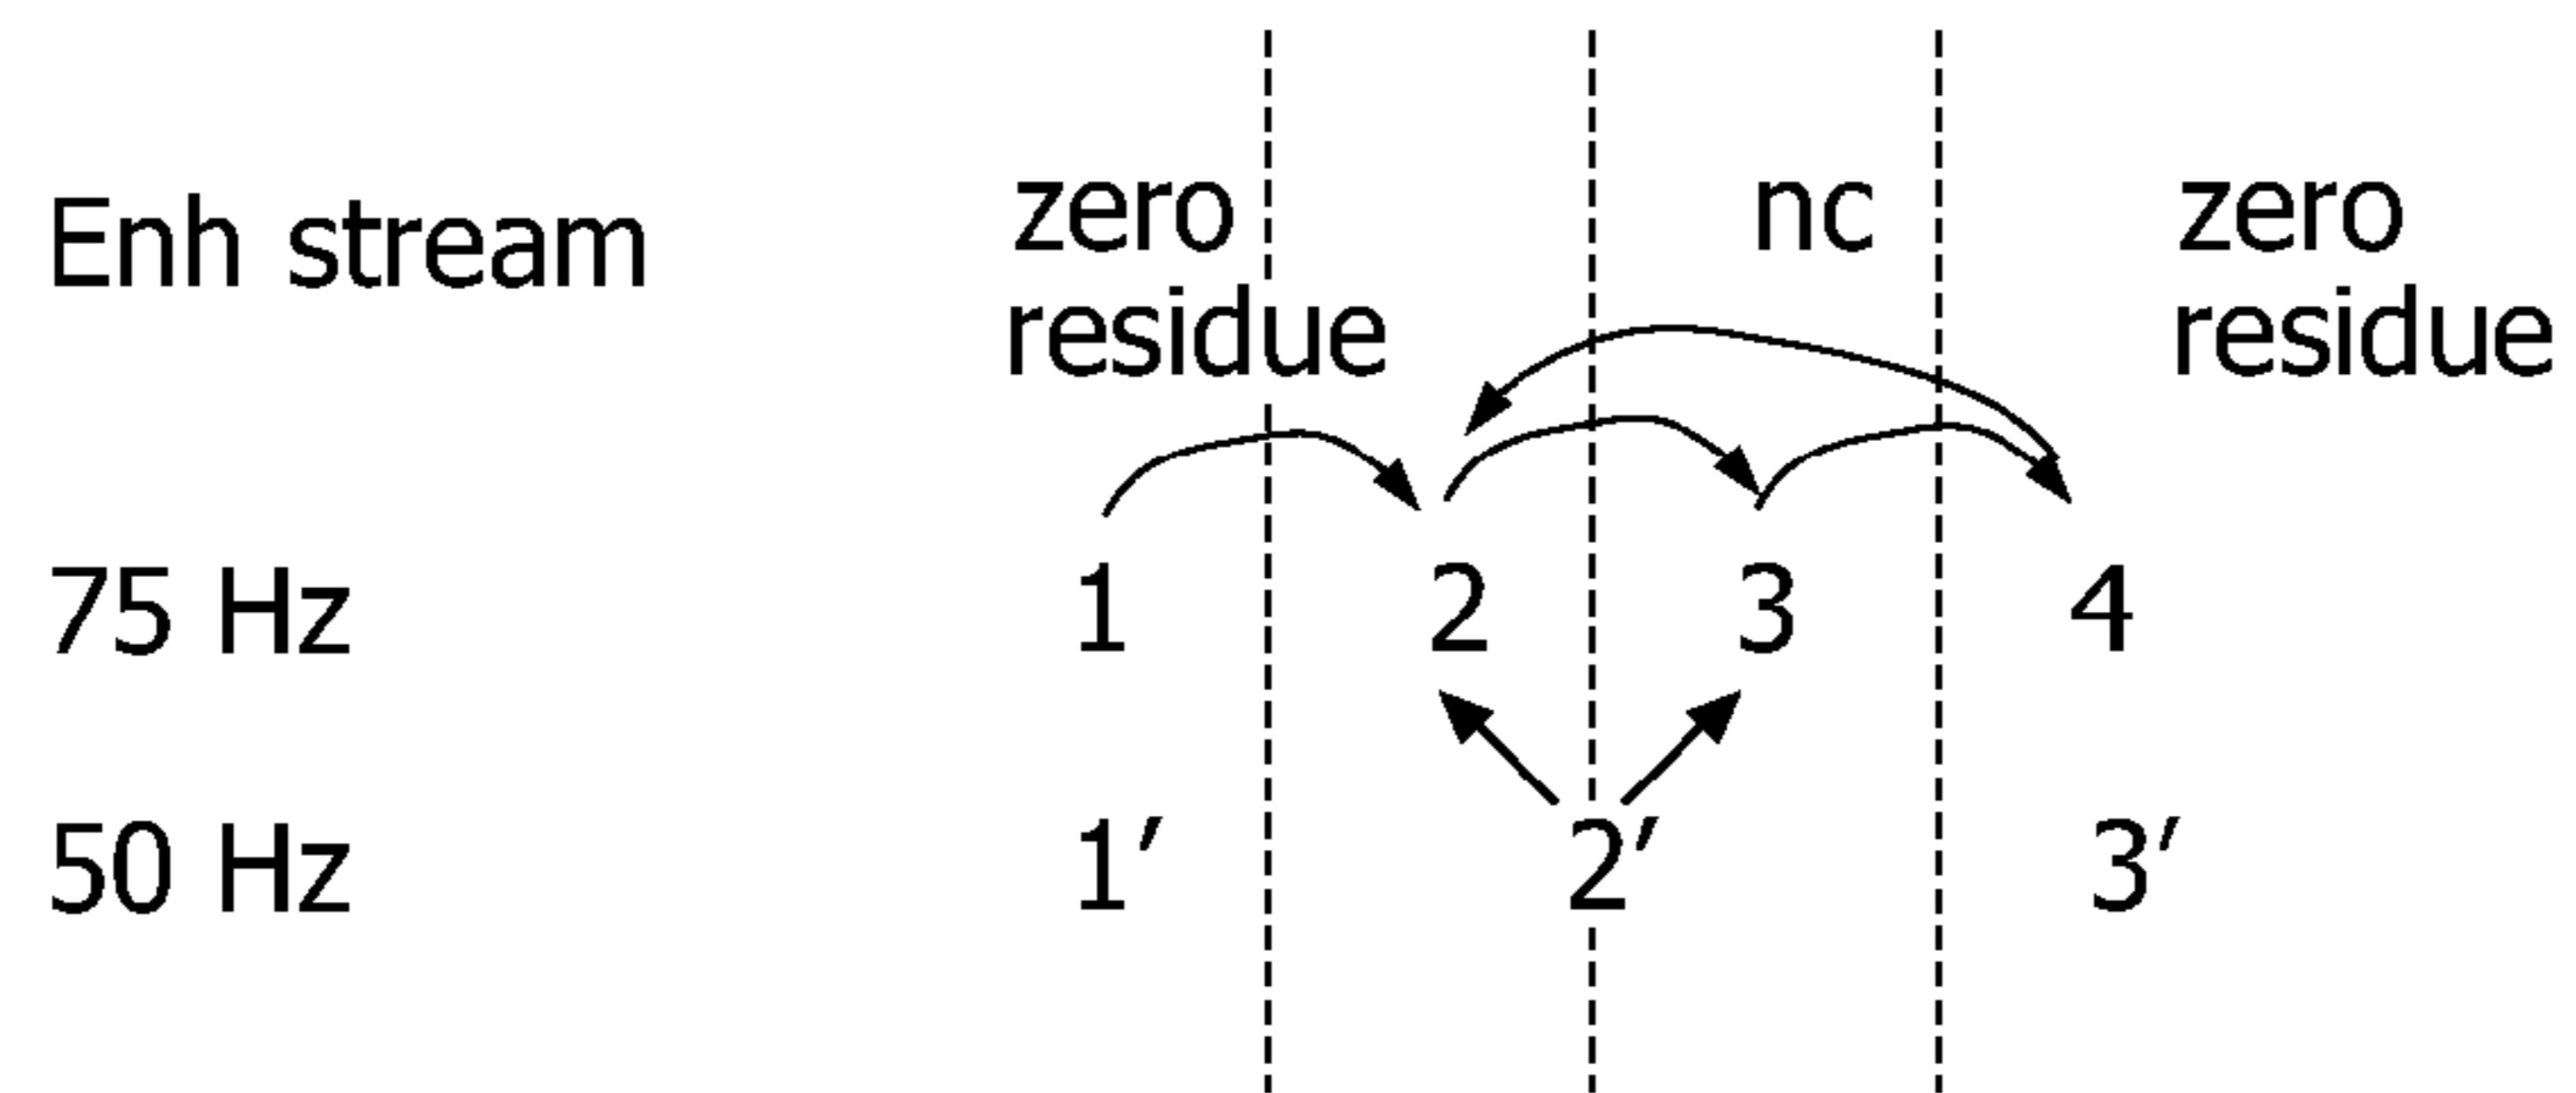 Enh stream zero residue nc zero residue
75 Hz 1 2 3 4
50 Hz 1′ 2′ 3′